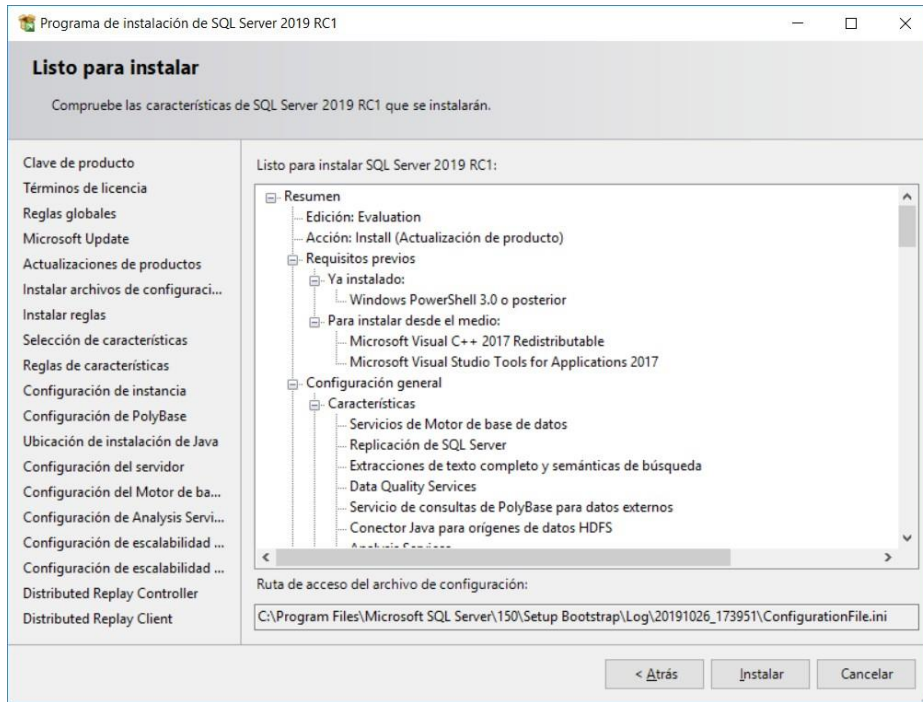 Programa de instalación de SQL Server 2019 RC1
Listo para instalar
Compruebe las características de SQL Server 2019 RC1 que se instalarán.
Clave de producto
Términos de licencia
Reglas globales
Microsoft Update
Actualizaciones de productos
Instalar archivos de configuraci...
Instalar reglas
Selección de características
Reglas de características
Configuración de instancia
Configuración de PolyBase
Ubicación de instalación de Java
Configuración del servidor
Configuración del Motor de ba...
Configuración de Analysis Servi...
Configuración de escalabilidad ...
Configuración de escalabilidad ...
Distributed Replay Controller
Distributed Replay Client
Listo para instalar SQL Server 2019 RC1:
Resumen
Edición: Evaluation
Acción: Install (Actualización de producto)
Requisitos previos
Ya instalado:
Windows PowerShell 3.0 o posterior
Para instalar desde el medio:
Microsoft Visual C++ 2017 Redistributable
Microsoft Visual Studio Tools for Applications 2017
Configuración general
Características
Servicios de Motor de base de datos
Replicación de SQL Server
Extracciones de texto completo y semánticas de búsqueda
Data Quality Services
Servicio de consultas de PolyBase para datos externos
Conector Java para orígenes de datos HDFS
Analysis Services
Ruta de acceso del archivo de configuración:
C:\Program Files\Microsoft SQL Server\150\Setup Bootstrap\Log\20191026_173951\ConfigurationFile.ini
< Atrás
Instalar
Cancelar